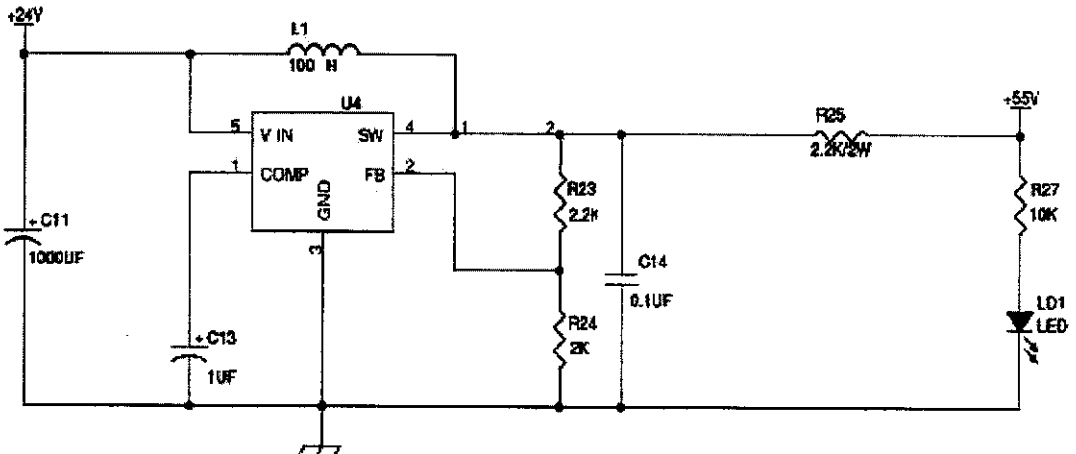 +24V
L1
100 H
U4
5
V IN
SW
4
1
2
1
COMP
FB
2
GND
3
+C11
1000UF
+C13
1UF
R23
2.2K
R24
2K
C14
0.1UF
R25
2.2K/2W
+55V
R27
10K
LD1
LED